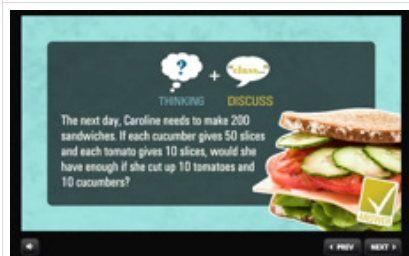 ?
"class..."
+
THINKING
DISCUSS
The next day, Caroline needs to make 200
sandwiches. If each cucumber gives 50 slices
and each tomato gives 10 slices, would she
have enough if she cut up 10 tomatoes and
10 cucumbers?
ANSWER
PREV
NEXT